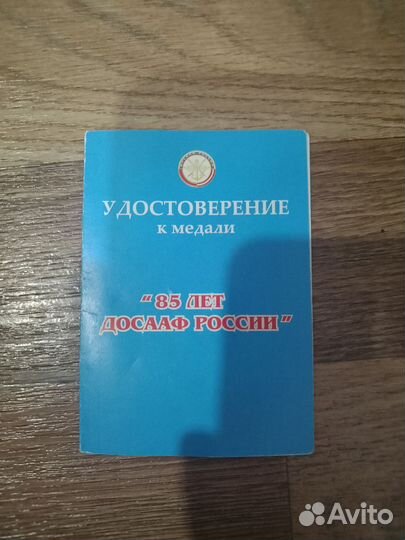 УДОСТОВЕРЕНИЕ
к медали
"85 ЛЕТ
ДОСААФ РОССИИ"
Avito